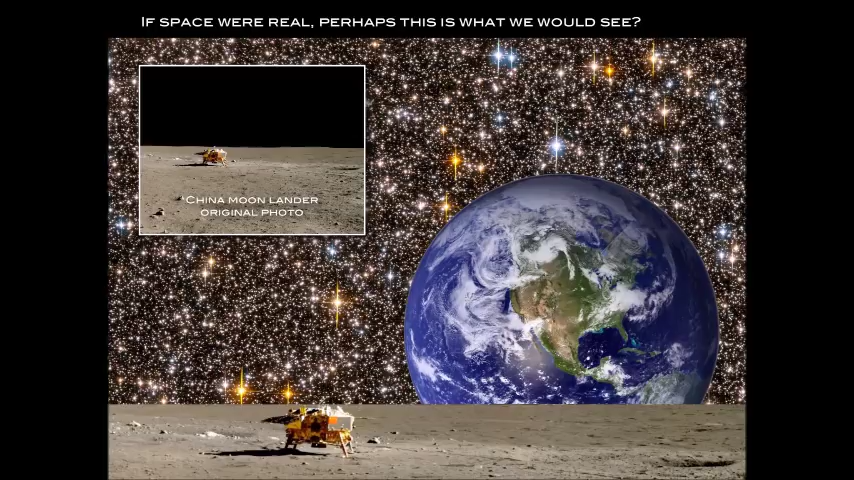 If space were real, perhaps this is what we would see?
*China moon lander
original photo